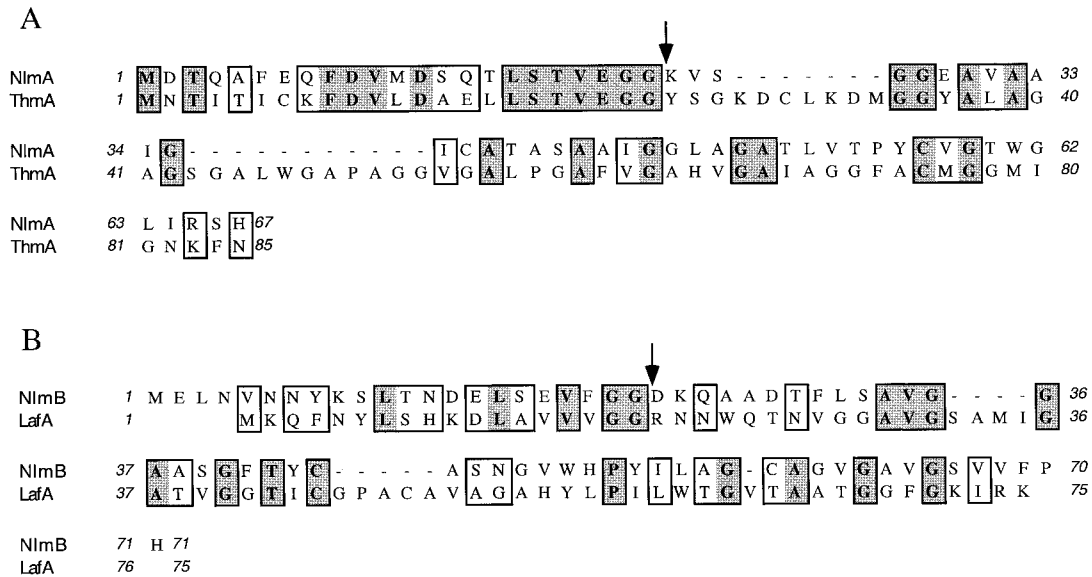 A
NlmA 1 M D T Q A F E Q F D V M D S Q T L S T V E G G K V S - - - - - - - G G E A V A A 33
ThmA 1 M N T I T I C K F D V L D A E L L S T V E G G Y S G K D C L K D M G G Y A L A G 40
NlmA 34 I G - - - - - - - - - - - I C A T A S A A I G G L A G A T L V T P Y C V G T W G 62
ThmA 41 A G S G A L W G A P A G G V G A L P G A F V G A H V G A I A G G F A C M G G M I 80
NlmA 63 L I R S H 67
ThmA 81 G N K F N 85
B
NlmB 1 M E L N V N N Y K S L T N D E L S E V F G G D K Q A A D T F L S A V G - - - - G 36
LafA 1 M K Q F N Y L S H K D L A V V V G G R N N W Q T N V G G A V G S A M I G 36
NlmB 37 A A S G F T Y C - - - - - A S N G V W H P Y I L A G - C A G V G A V G S V V F P 70
LafA 37 A T V G G T I C G P A C A V A G A H Y L P I L W T G V T A A T G G F G K I R K 75
NlmB 71 H 71
LafA 76 75